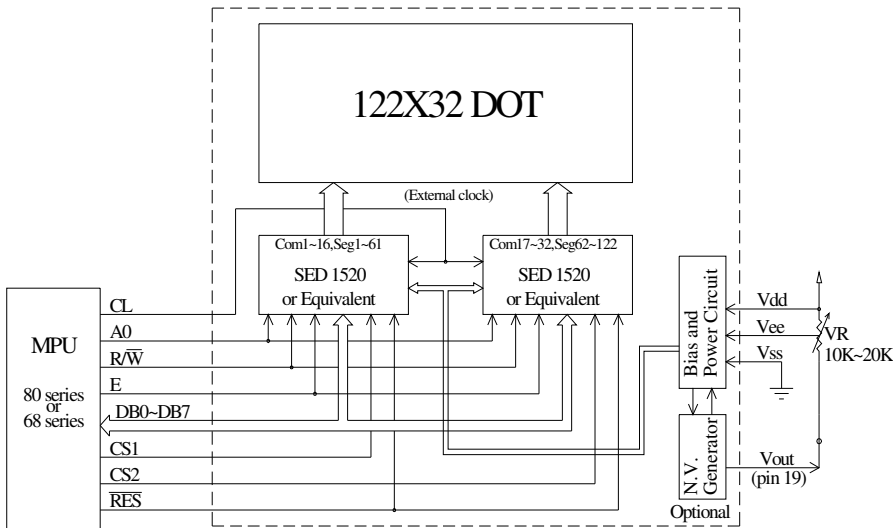 122X32 DOT
(External clock)
Com1~16,Seg1~61
SED 1520
or Equivalent
Com17~32,Seg62~122
SED 1520
or Equivalent
MPU
80 series
or
68 series
CL
A0
R/W̅
E
DB0~DB7
CS1
CS2
R̅E̅S̅
Bias and
Power Circuit
N.V.
Generator
Optional
Vdd
Vee
Vss
VR
10K~20K
Vout
(pin 19)